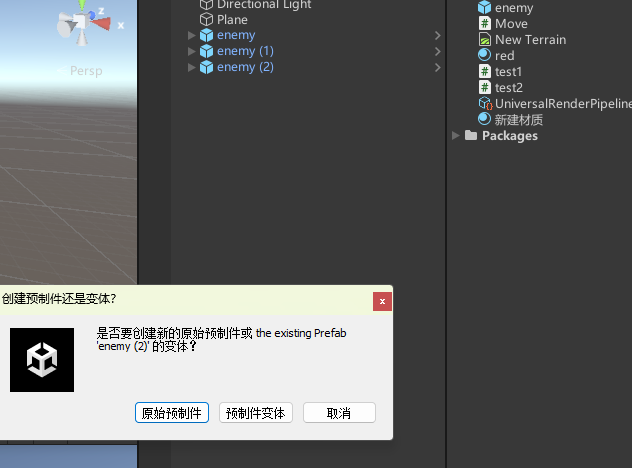 z
x
Persp
Directional Light
Plane
enemy
enemy (1)
enemy (2)
enemy
Move
New Terrain
red
test1
test2
UniversalRenderPipeline
新建材质
Packages
创建预制件还是变体?
x
是否要创建新的原始预制件或 the existing Prefab
'enemy (2)' 的变体？
原始预制件
预制件变体
取消